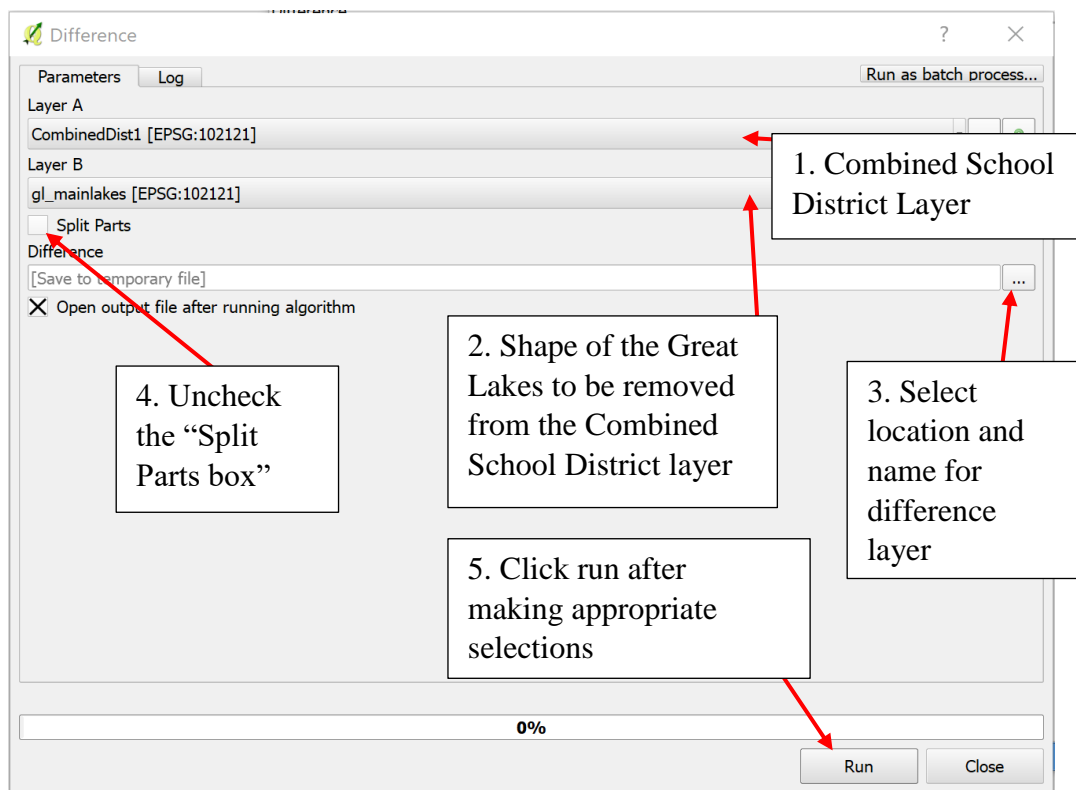 Difference
Difference
Parameters
Log
Run as batch process...
Layer A
CombinedDist1 [EPSG:102121]
Layer B
gl_mainlakes [EPSG:102121]
Split Parts
Difference
[Save to temporary file]
...
Open output file after running algorithm
1. Combined School
District Layer
2. Shape of the Great
Lakes to be removed
from the Combined
School District layer
3. Select
location and
name for
difference
layer
4. Uncheck
the “Split
Parts box”
5. Click run after
making appropriate
selections
0%
Run
Close